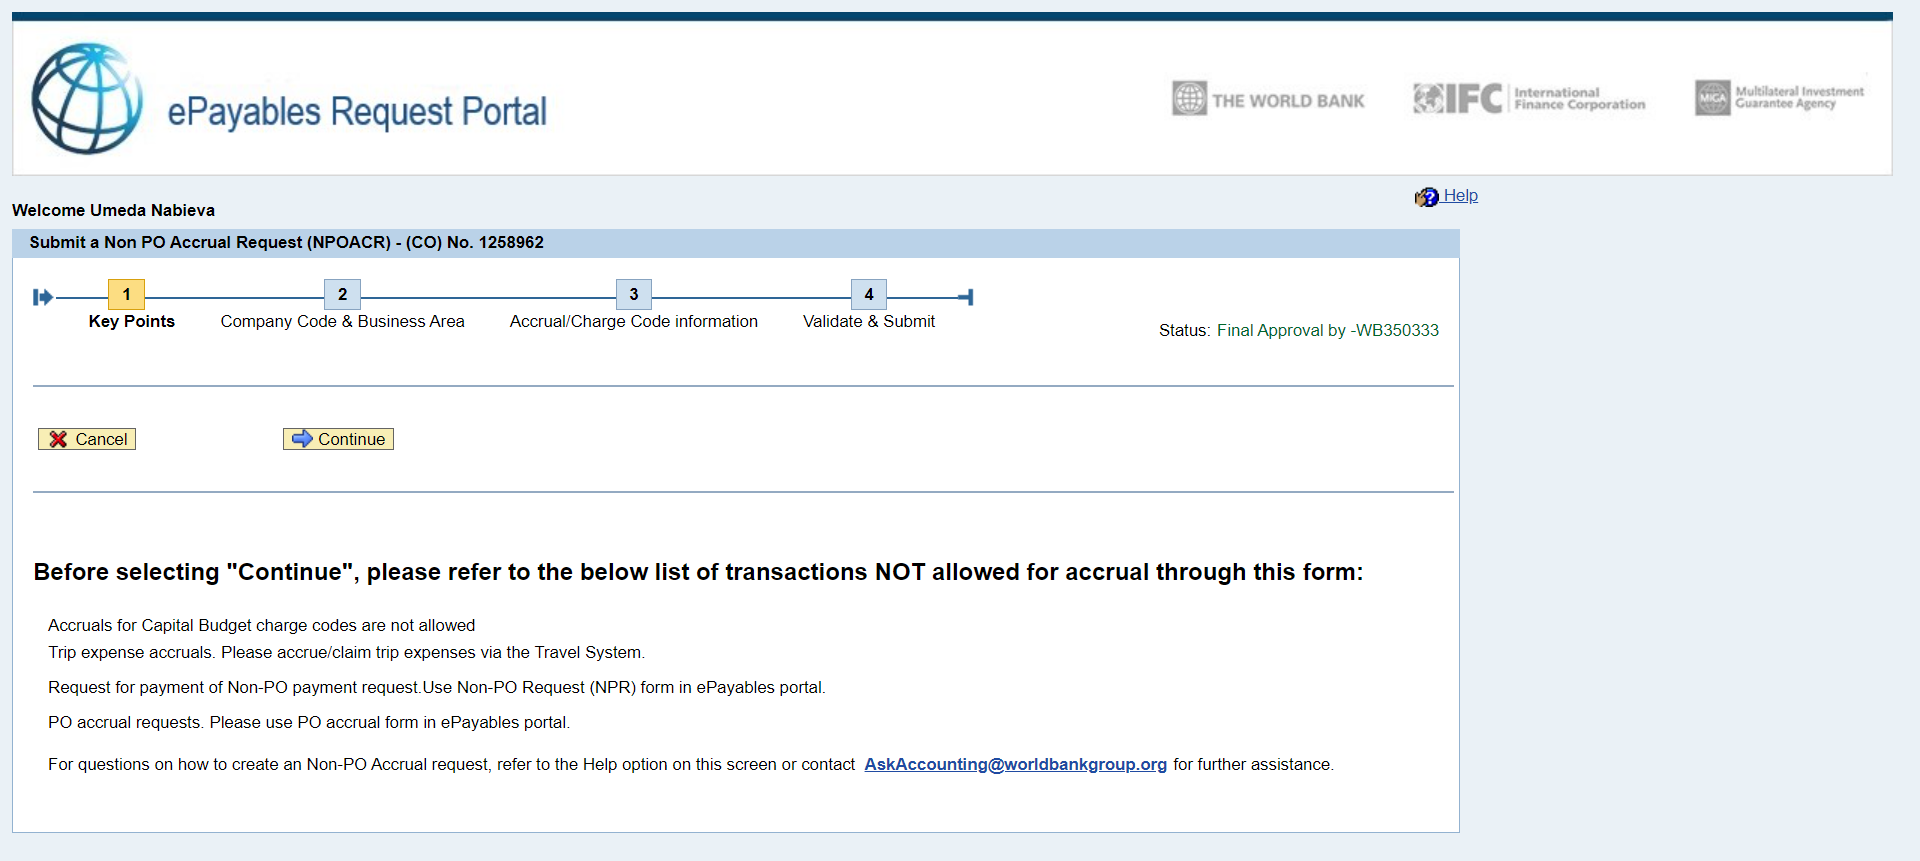 ePayables Request Portal
THE WORLD BANK
IFC International Finance Corporation
MIGA Multilateral Investment Guarantee Agency
Help
Welcome Umeda Nabieva
Submit a Non PO Accrual Request (NPOACR) - (CO) No. 1258962
1 2 3 4
Key Points Company Code & Business Area Accrual/Charge Code information Validate & Submit
Status: Final Approval by -WB350333
Cancel Continue
Before selecting "Continue", please refer to the below list of transactions NOT allowed for accrual through this form:
Accruals for Capital Budget charge codes are not allowed
Trip expense accruals. Please accrue/claim trip expenses via the Travel System.
Request for payment of Non-PO payment request.Use Non-PO Request (NPR) form in ePayables portal.
PO accrual requests. Please use PO accrual form in ePayables portal.
For questions on how to create an Non-PO Accrual request, refer to the Help option on this screen or contact AskAccounting@worldbankgroup.org for further assistance.